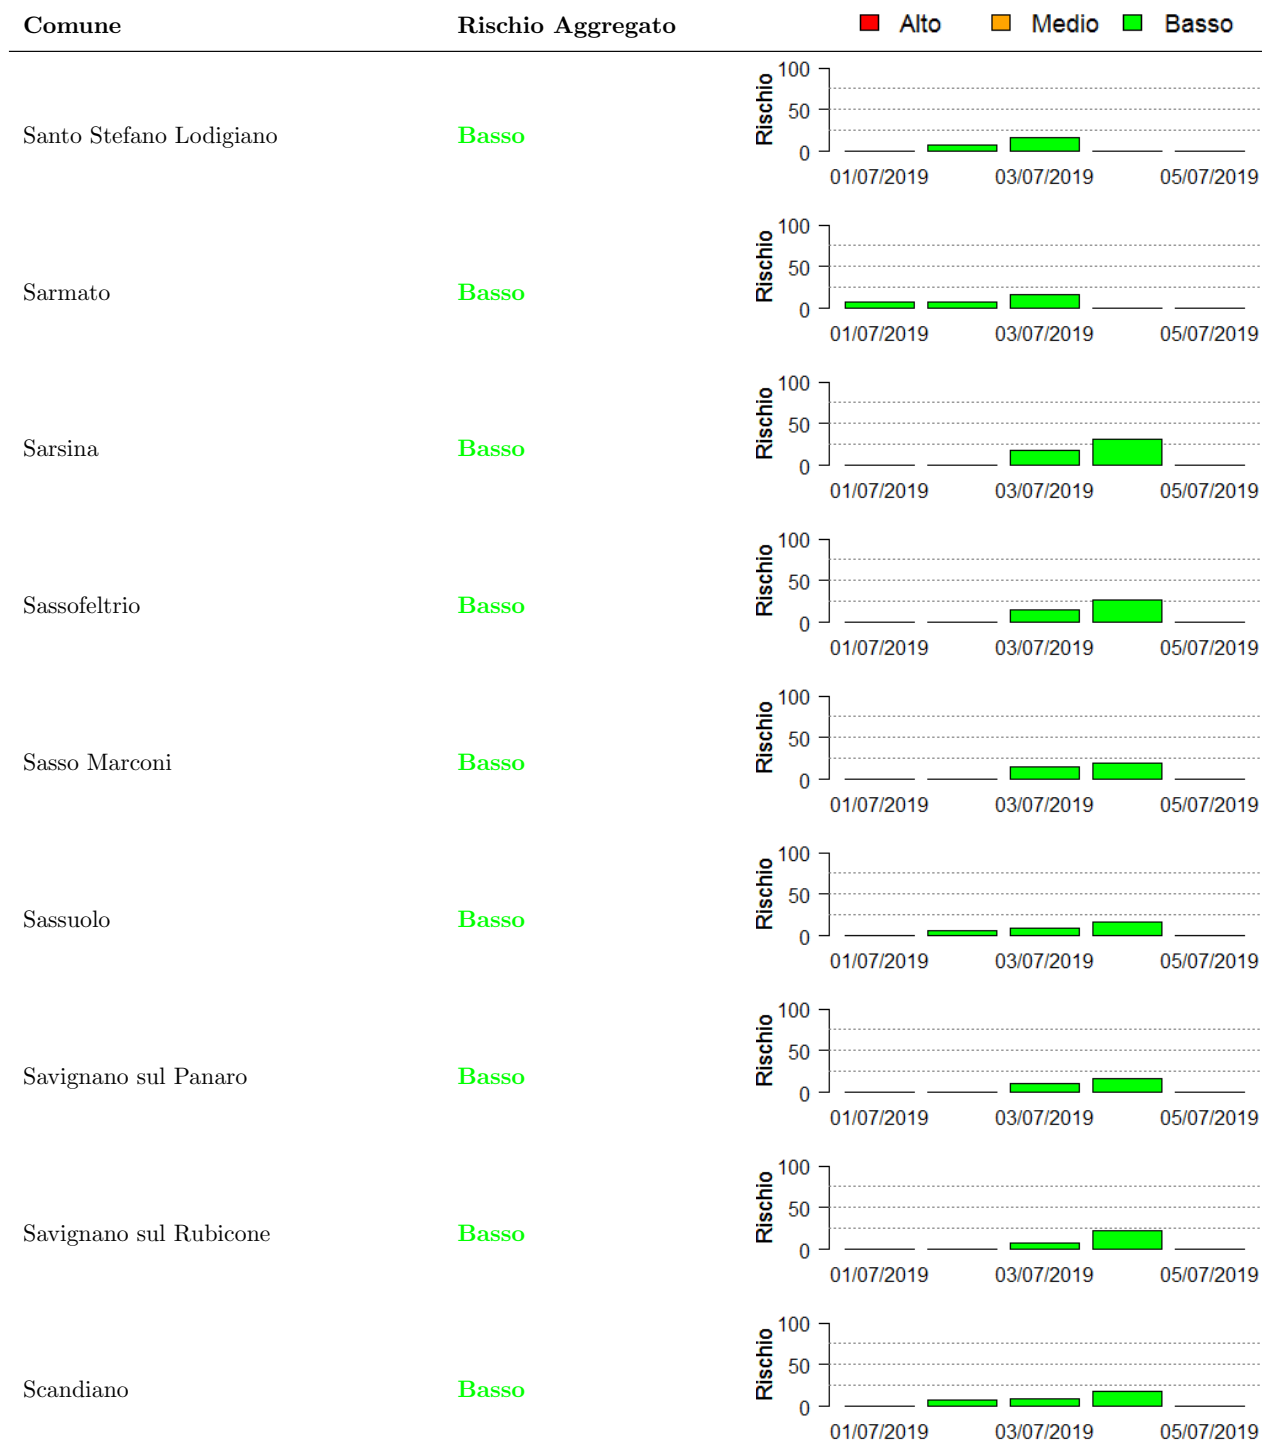 Comune Rischio Aggregato Alto Medio Basso
100
50
0
Rischio
Santo Stefano Lodigiano Basso
01/07/2019 03/07/2019 05/07/2019
100
50
0
Rischio
Sarmato Basso
01/07/2019 03/07/2019 05/07/2019
100
50
0
Rischio
Sarsina Basso
01/07/2019 03/07/2019 05/07/2019
100
50
0
Rischio
Sassofeltrio Basso
01/07/2019 03/07/2019 05/07/2019
100
50
0
Rischio
Sasso Marconi Basso
01/07/2019 03/07/2019 05/07/2019
100
50
0
Rischio
Sassuolo Basso
01/07/2019 03/07/2019 05/07/2019
100
50
0
Rischio
Savignano sul Panaro Basso
01/07/2019 03/07/2019 05/07/2019
100
50
0
Rischio
Savignano sul Rubicone Basso
01/07/2019 03/07/2019 05/07/2019
100
50
0
Rischio
Scandiano Basso
01/07/2019 03/07/2019 05/07/2019